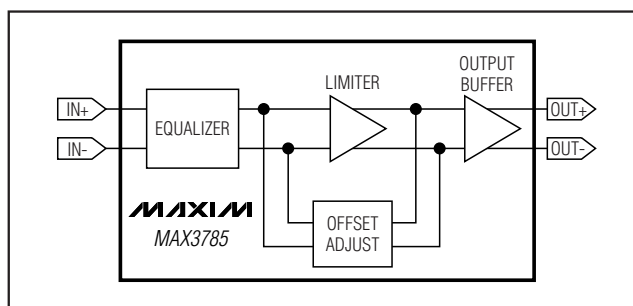 IN+
IN-
EQUALIZER
LIMITER
OUTPUT
BUFFER
OUT+
OUT-
OFFSET
ADJUST
MAXIM
MAX3785